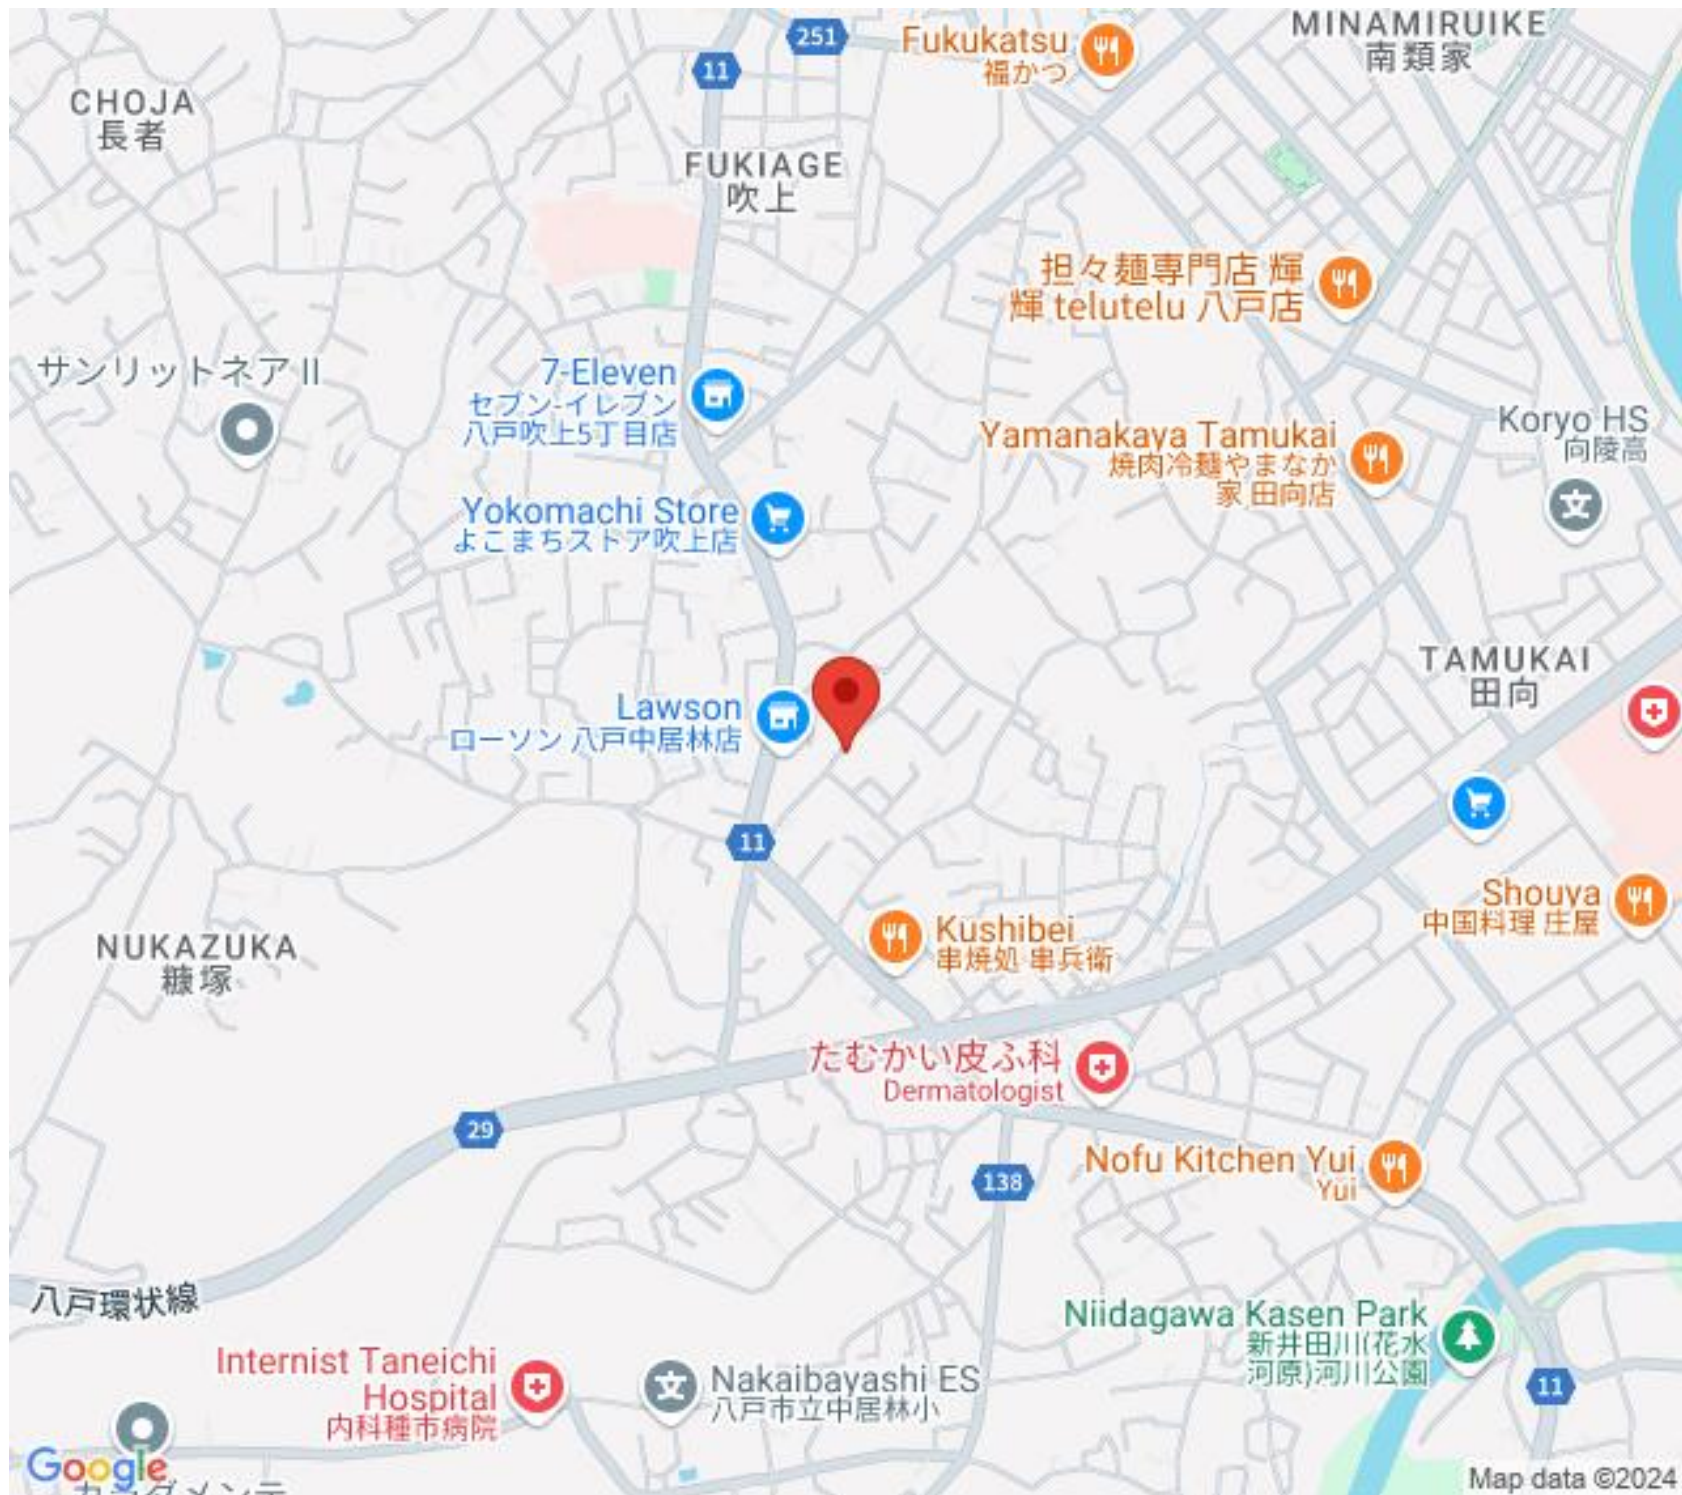 251
Fukukatsu
福かつ
MINAMIRUIKE
南類家
11
CHOJA
長者
FUKIAGE
吹上
担々麺専門店 輝
輝 telutelu 八戸店
サンリットネア II
7-Eleven
セブン-イレブン
八戸吹上5丁目店
Koryo HS
向陵高
Yamanakaya Tamukai
焼肉冷麺やまなか
家 田向店
Yokomachi Store
よこまちストア吹上店
TAMUKAI
田向
Lawson
ローソン 八戸中居林店
11
Shouya
中国料理 庄屋
Kushibei
串焼処 串兵衛
NUKAZUKA
糠塚
たむかい皮ふ科
Dermatologist
29
Nofu Kitchen Yui
Yui
138
八戸環状線
Niidagawa Kasen Park
新井田川(花水
河原)河川公園
Internist Taneichi
Hospital
内科種市病院
Nakaibayashi ES
八戸市立中居林小
11
Google
Map data ©2024